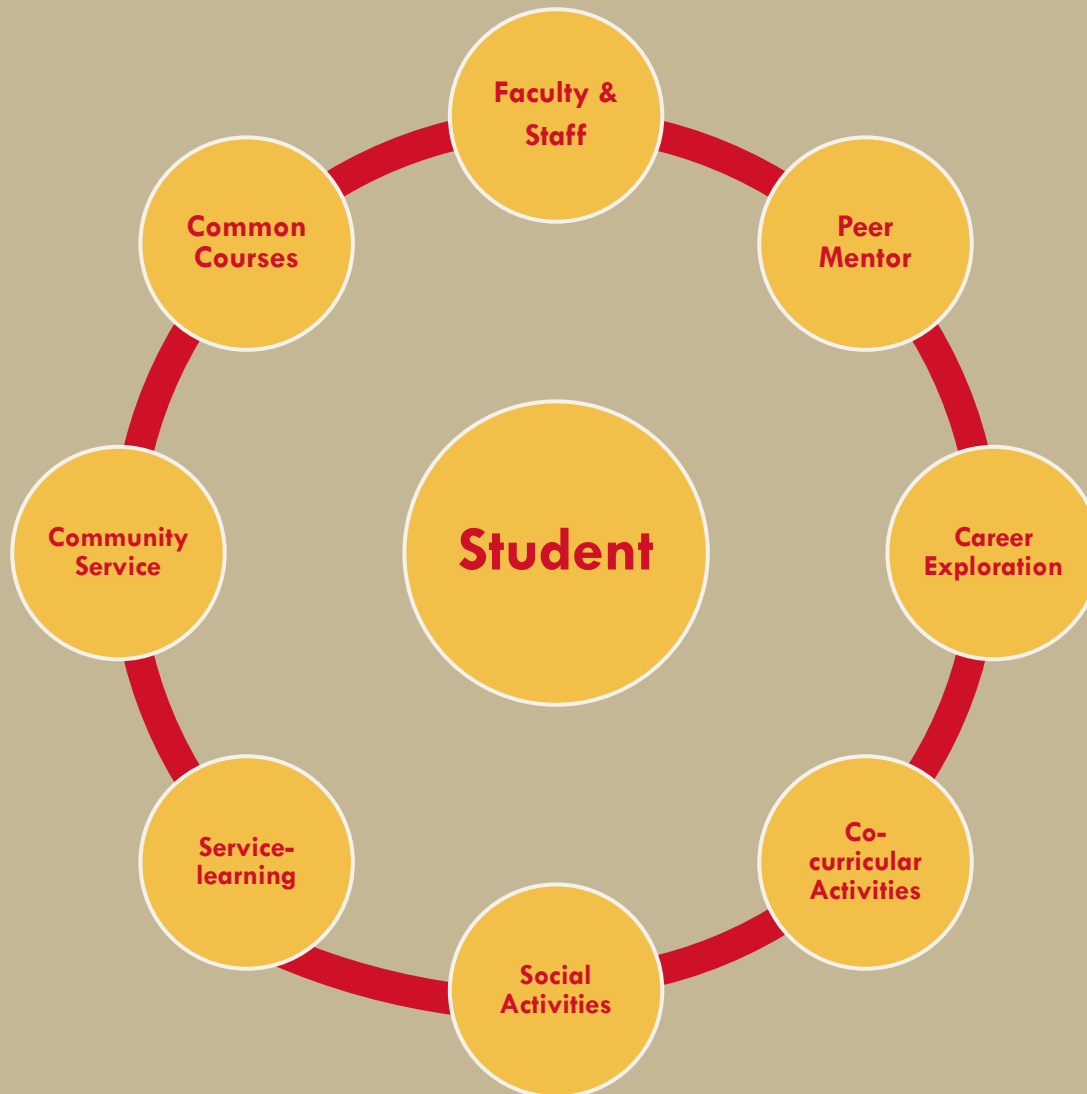 Faculty &
Staff
Common
Courses
Peer
Mentor
Community
Service
Student
Career
Exploration
Service-
learning
Co-
curricular
Activities
Social
Activities